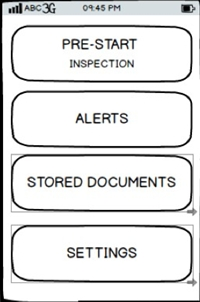 ABC 3G 09:45 PM
PRE-START
INSPECTION
ALERTS
STORED DOCUMENTS
SETTINGS